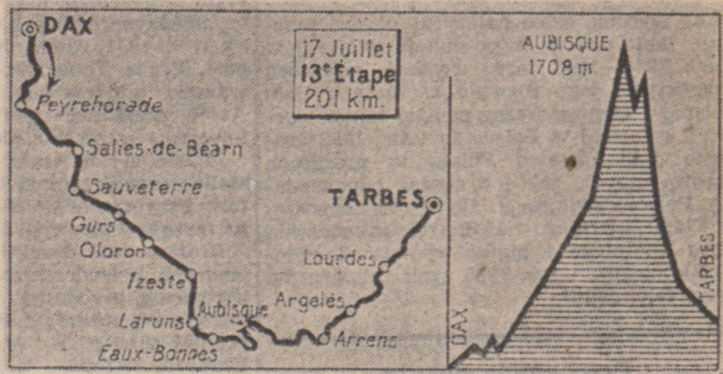 DAX
Peyrehorade
Salies-de-Béarn
Sauveterre
Gurs
Oloron
Izeste
Laruns
Eaux-Bonnes
Aubisque
Arrens
Argelés
Lourdes
TARBES
17 Juillet
13e Étape
201 km.
AUBISQUE
1708 m
DAX
TARBES